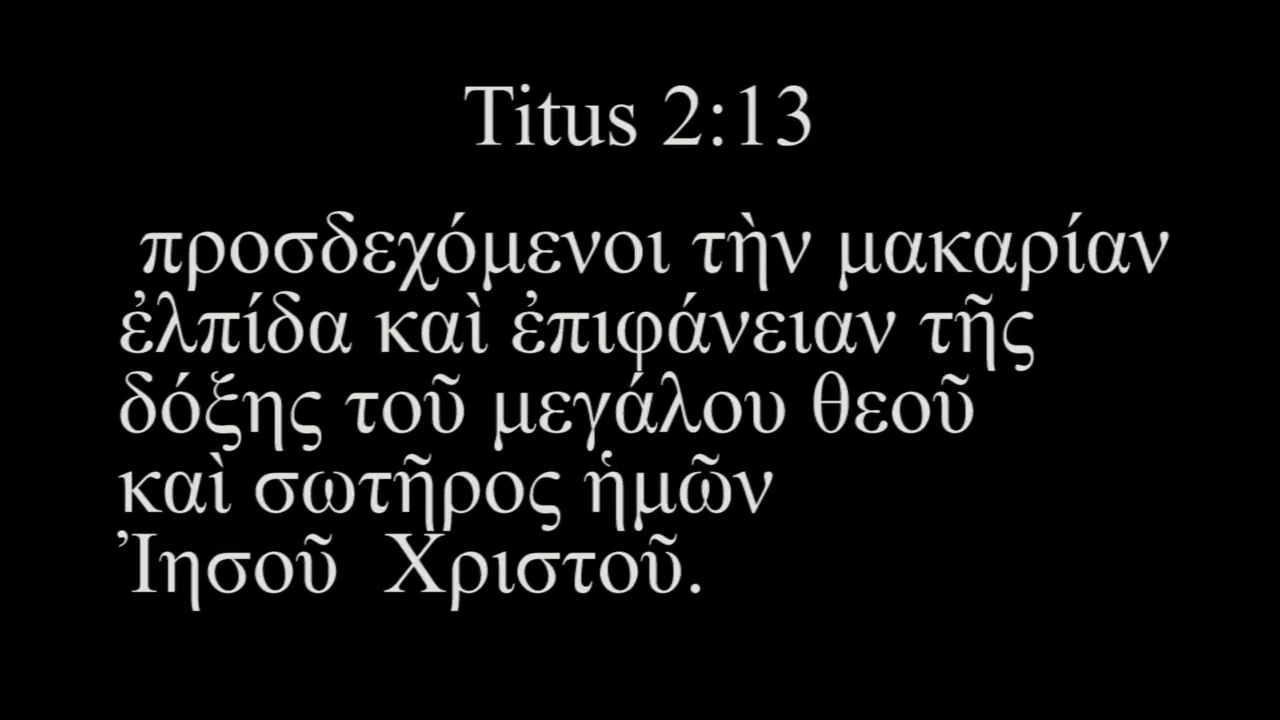 Titus 2:13
προσδεχόμενοι τὴν μακαρίαν
ἐλπίδα καὶ ἐπιφάνειαν τῆς
δόξης τοῦ μεγάλου θεοῦ
καὶ σωτῆρος ἡμῶν
Ἰησοῦ Χριστοῦ.